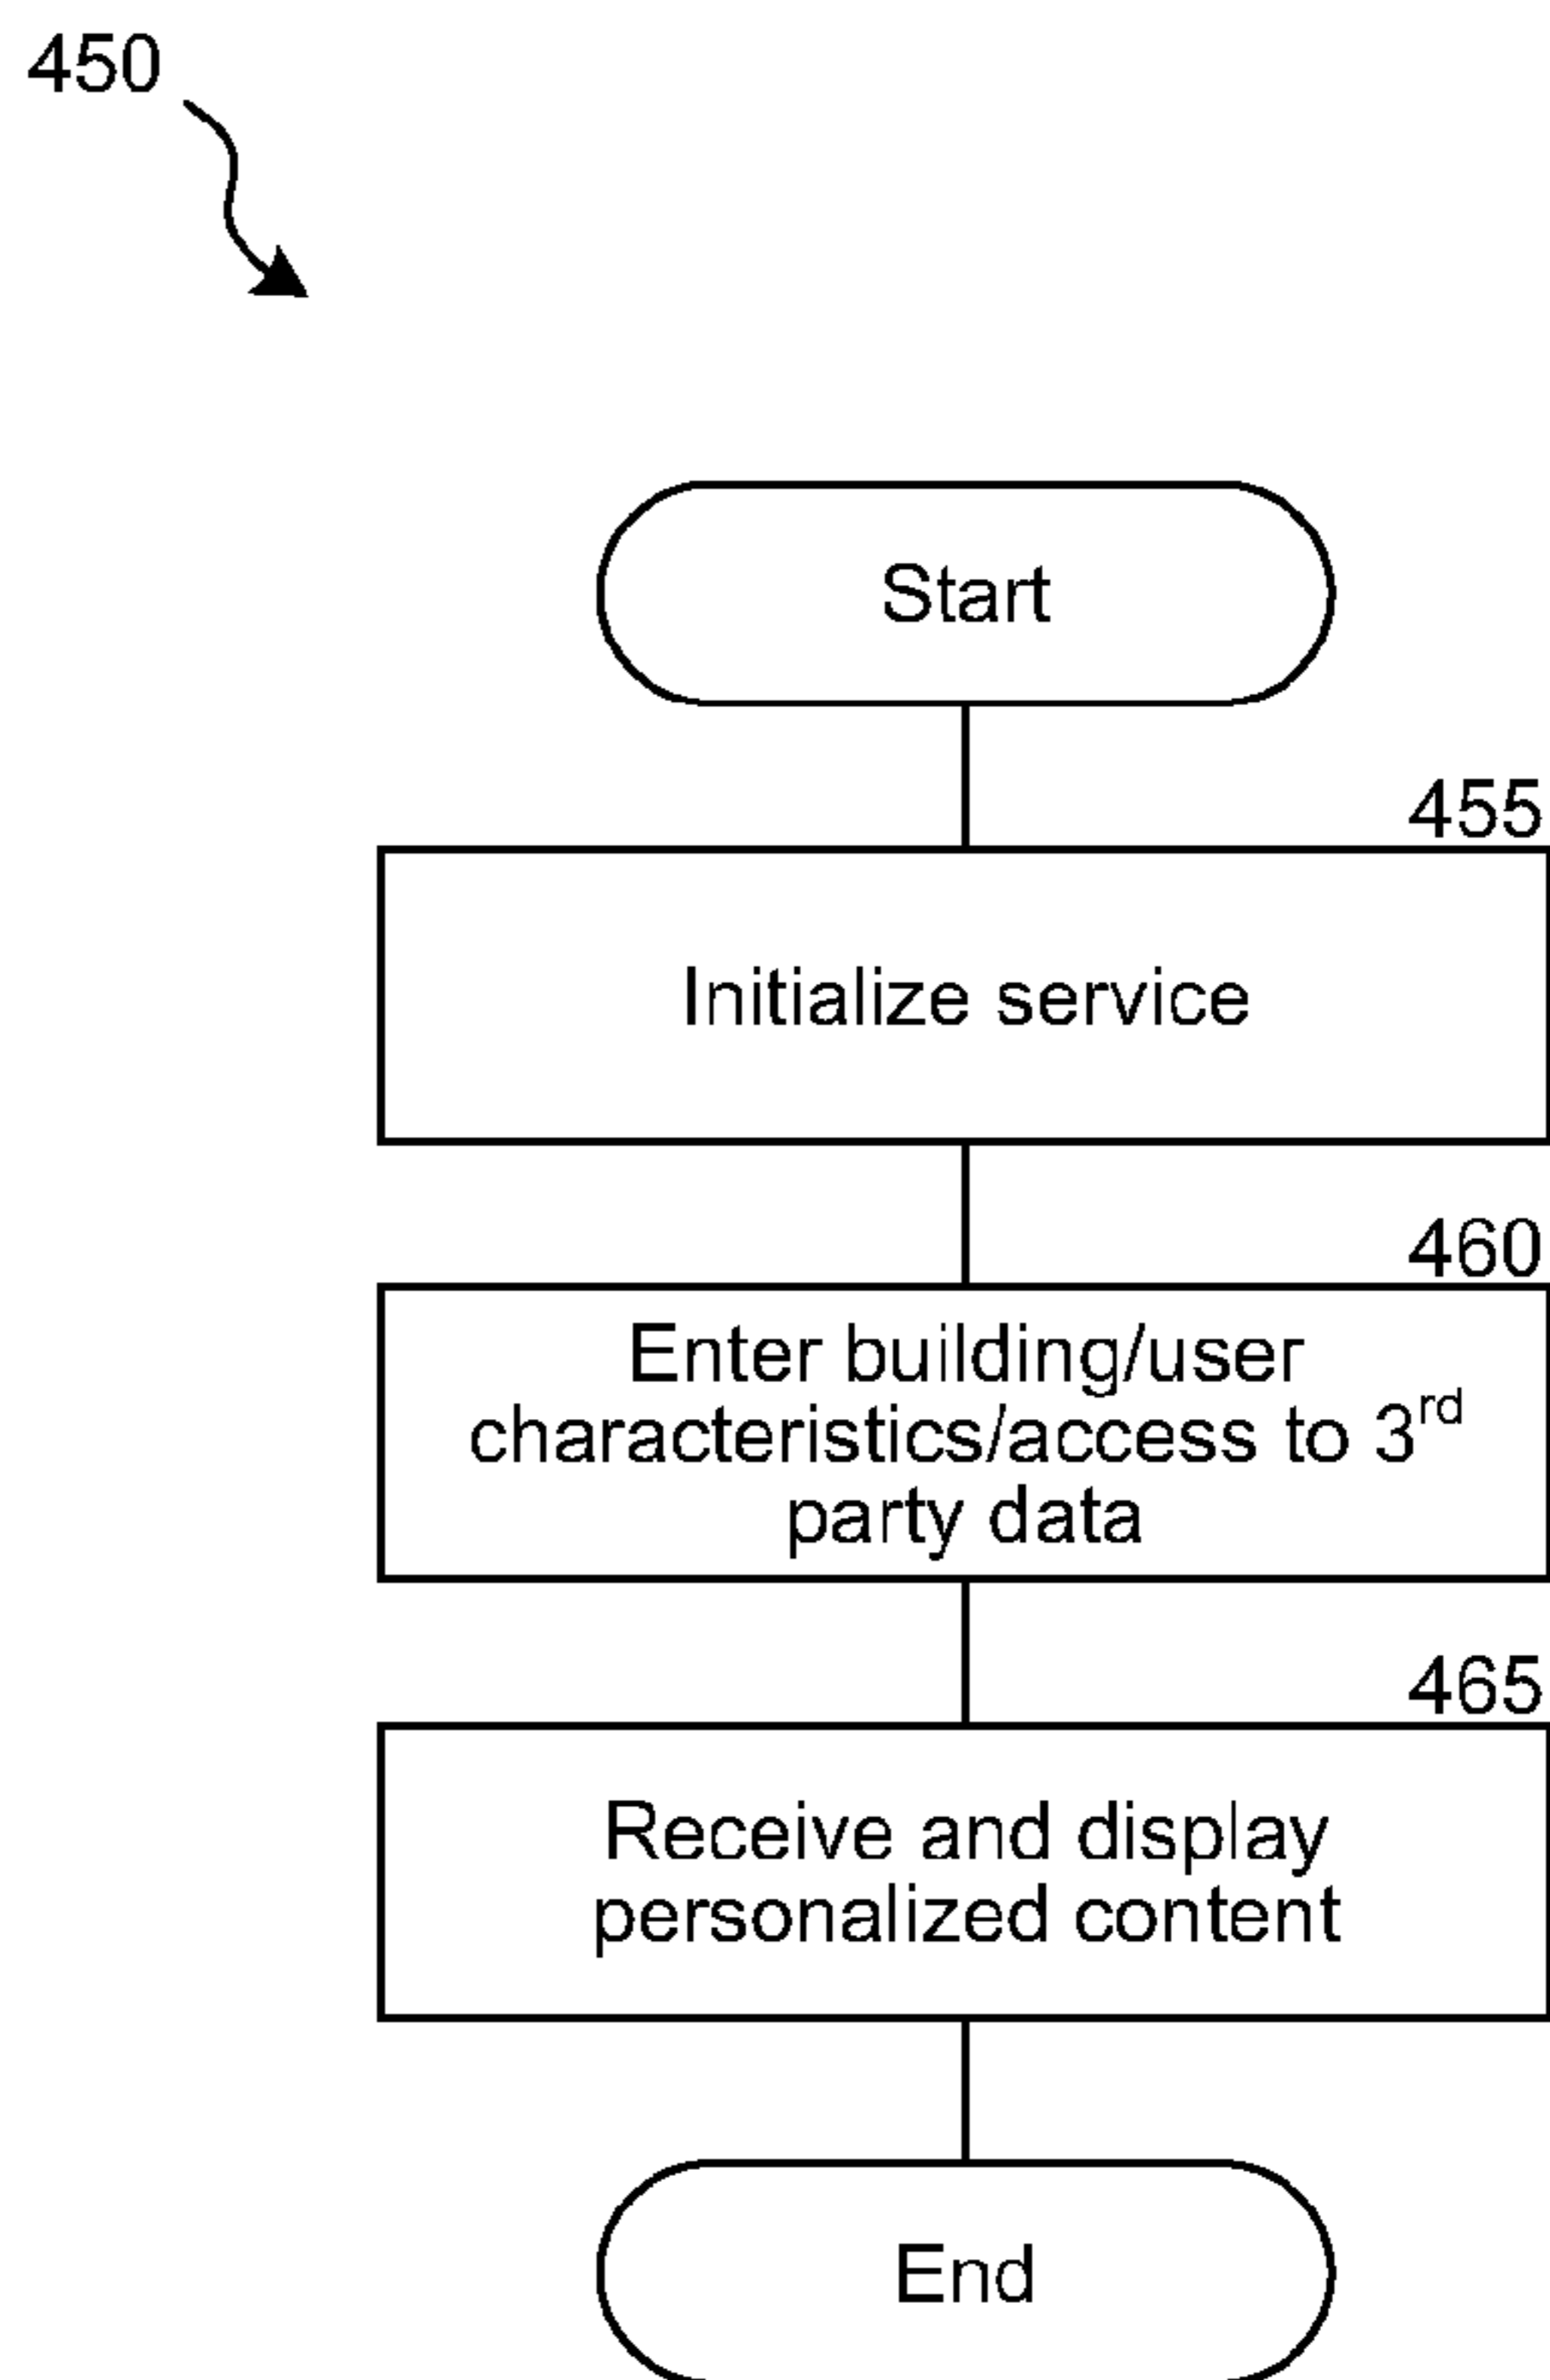 450
Start
455
Initialize service
460
Enter building/user
characteristics/access to 3rd
party data
465
Receive and display
personalized content
End